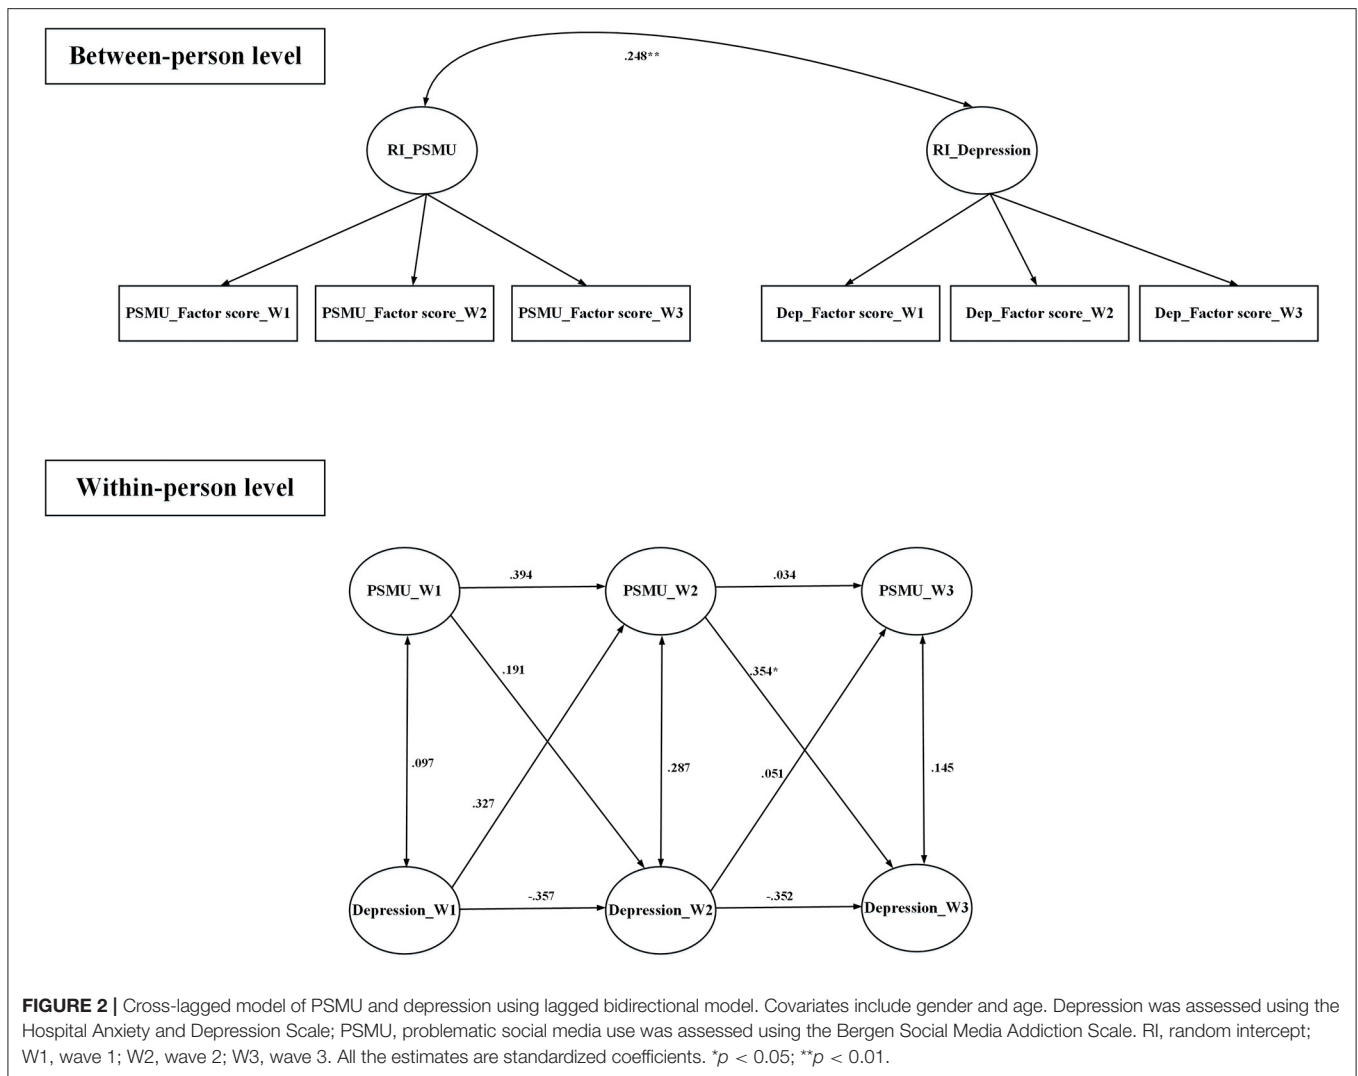 Between-person level
.248**
RI_PSMU
RI_Depression
PSMU_Factor score_W1
PSMU_Factor score_W2
PSMU_Factor score_W3
Dep_Factor score_W1
Dep_Factor score_W2
Dep_Factor score_W3
Within-person level
PSMU_W1
.394
PSMU_W2
.034
PSMU_W3
.191
.354*
.097
.327
.287
.051
.145
Depression_W1
-.357
Depression_W2
-.352
Depression_W3
FIGURE 2 | Cross-lagged model of PSMU and depression using lagged bidirectional model. Covariates include gender and age. Depression was assessed using the
Hospital Anxiety and Depression Scale; PSMU, problematic social media use was assessed using the Bergen Social Media Addiction Scale. RI, random intercept;
W1, wave 1; W2, wave 2; W3, wave 3. All the estimates are standardized coefficients. *p < 0.05; **p < 0.01.